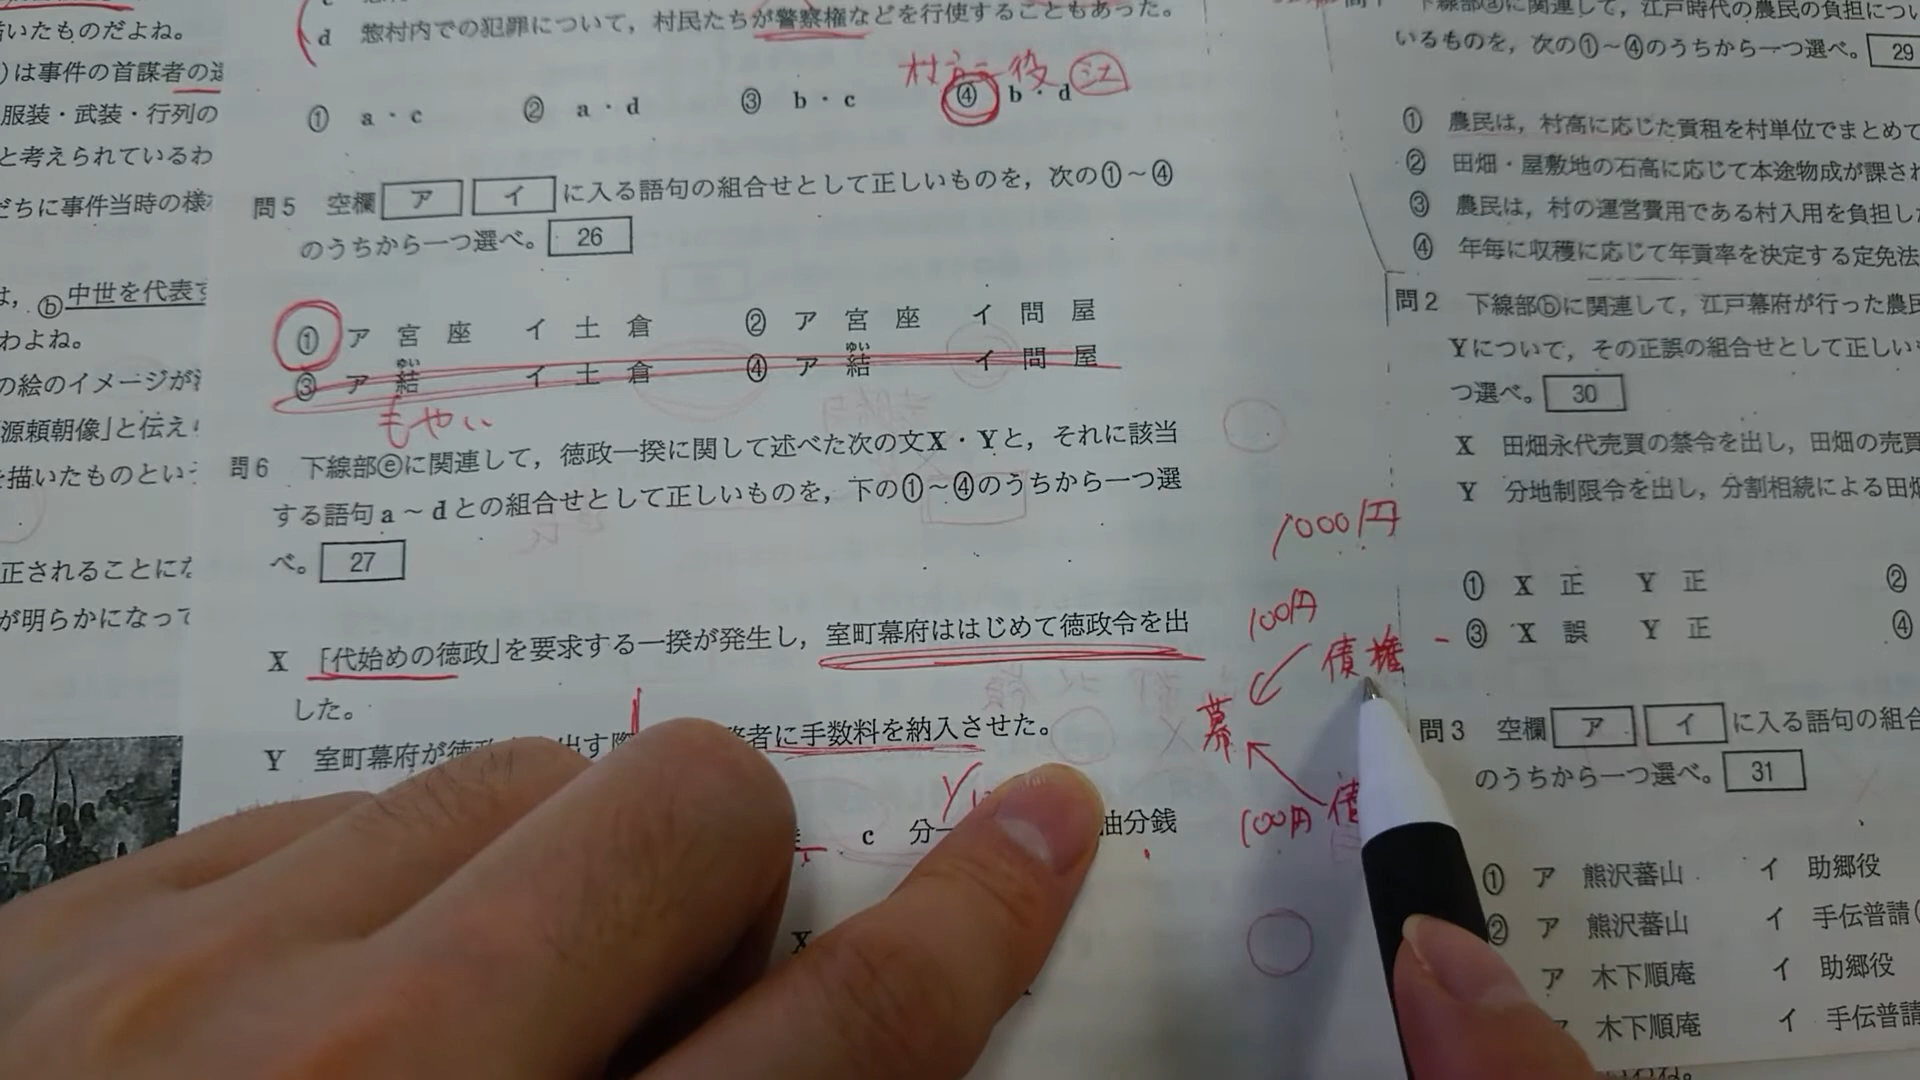 いたものだよね。
)は事件の首謀者の
服装・武装・行列の
と考えられているわ
だちに事件当時の様
は，ⓑ中世を代表す
わよね。
の絵のイメージが
源頼朝像」と伝え
を描いたものという
正されることにな
が明らかになって
d 惣村内での犯罪について，村民たちが警察権などを行使することもあった。
村方三役 江
① a・c ② a・d ③ b・c ④ b・d
問5 空欄 ア イ に入る語句の組合せとして正しいものを，次の①～④
のうちから一つ選べ。 26
① ア 宮座 イ 土倉 ② ア 宮座 イ 問屋
ゆい ゆい
③ ア 結 イ 土倉 ④ ア 結 イ 問屋
もやい
問6 下線部ⓔに関連して，徳政一揆に関して述べた次の文X・Yと，それに該当
する語句a～dとの組合せとして正しいものを，下の①～④のうちから一つ選
べ。 27
X 「代始めの徳政」を要求する一揆が発生し，室町幕府ははじめて徳政令を出
した。
Y 室町幕府が徳政 出す際 者に手数料を納入させた。
c 分一 分銭
X
1000円
100円
債権
幕
100円 債
下線部ⓐに関連して，江戸時代の農民の負担につい
いるものを，次の①～④のうちから一つ選べ。 29
① 農民は，村高に応じた貢租を村単位でまとめて
② 田畑・屋敷地の石高に応じて本途物成が課され
③ 農民は，村の運営費用である村入用を負担した
④ 年毎に収穫に応じて年貢率を決定する定免法
問2 下線部ⓑに関連して，江戸幕府が行った農民
Yについて，その正誤の組合せとして正しい
つ選べ。 30
X 田畑永代売買の禁令を出し，田畑の売買
Y 分地制限令を出し，分割相続による田畑
① X 正 Y 正 ②
③ X 誤 Y 正 ④
問3 空欄 ア イ に入る語句の組合
のうちから一つ選べ。 31
① ア 熊沢蕃山 イ 助郷役
② ア 熊沢蕃山 イ 手伝普請(
ア 木下順庵 イ 助郷役
ア 木下順庵 イ 手伝普請